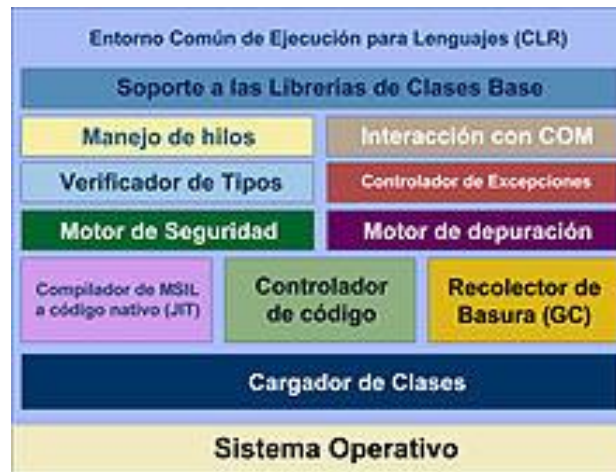 Entorno Común de Ejecución para Lenguajes (CLR)
Soporte a las Librerias de Clases Base
Manejo de hilos
Interacción con COM
Verificador de Tipos
Controlador de Excepciones
Motor de Seguridad
Motor de depuración
Compilador de MSIL
a código nativo (JIT)
Controlador
de código
Recolector de
Basura (GC)
Cargador de Clases
Sistema Operativo